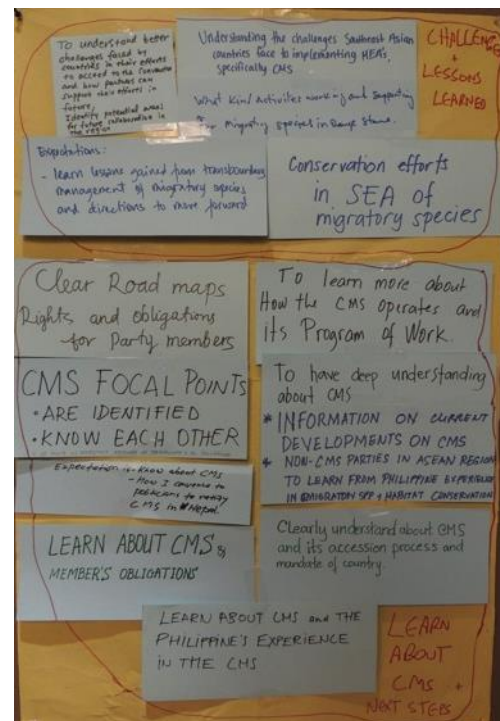 To understand better
challenges faced by
countries in their efforts
to accede to the Convention
and how partners can
support their efforts in
future,
Identify potential areas
for future collaboration in
the region
Understanding the challenges Southeast Asian
countries face to implementing MEAs,
specifically CMS
What kind activities working and supporting
For migratory species in Range States.
CHALLENGES
+
LESSONS
LEARNED
Expectations:
- learn lessons gained from transboundary
management of migratory species
and directions to move forward
Conservation efforts
in SEA of
migratory species
Clear Road maps
Rights and obligations
for Party members
To learn more about
How the CMS operates and
its Program of Work.
CMS FOCAL POINTS
• ARE IDENTIFIED
• KNOW EACH OTHER
To have deep understanding
about CMS
* INFORMATION ON CURRENT
DEVELOPMENTS ON CMS
* NON-CMS PARTIES IN ASEAN REGION
TO LEARN FROM PHILIPPINE EXPERIENCE
IN MIGRATORY SPP + HABITAT CONSERVATION
Expectation is - Know about CMS
- How I convence to
politicians to ratify
CMS in Nepal.
LEARN ABOUT CMS &
MEMBER'S OBLIGATIONS
Clearly understand about CMS
and its accession process and
mandate of country.
LEARN ABOUT CMS and THE
PHILIPPINE'S EXPERIENCE
IN THE CMS
LEARN
ABOUT
CMS +
NEXT STEPS